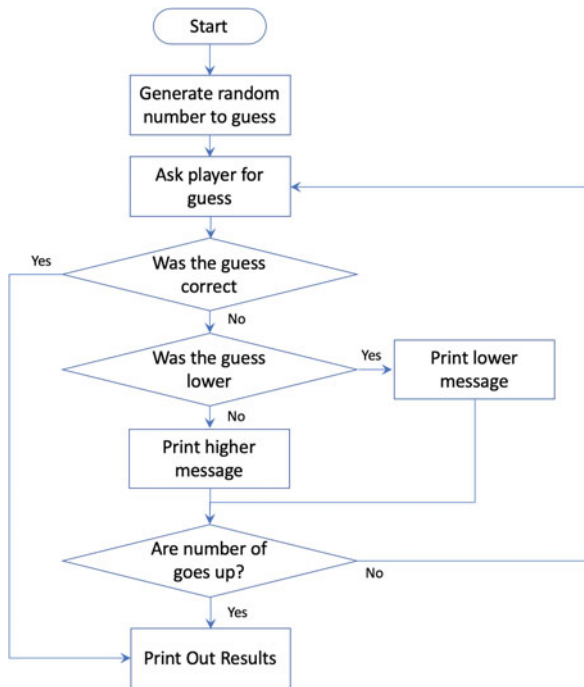 Start
Generate random
number to guess
Ask player for
guess
Yes
Was the guess
correct
No
Was the guess
lower
Yes
Print lower
message
No
Print higher
message
Are number of
goes up?
No
Yes
Print Out Results